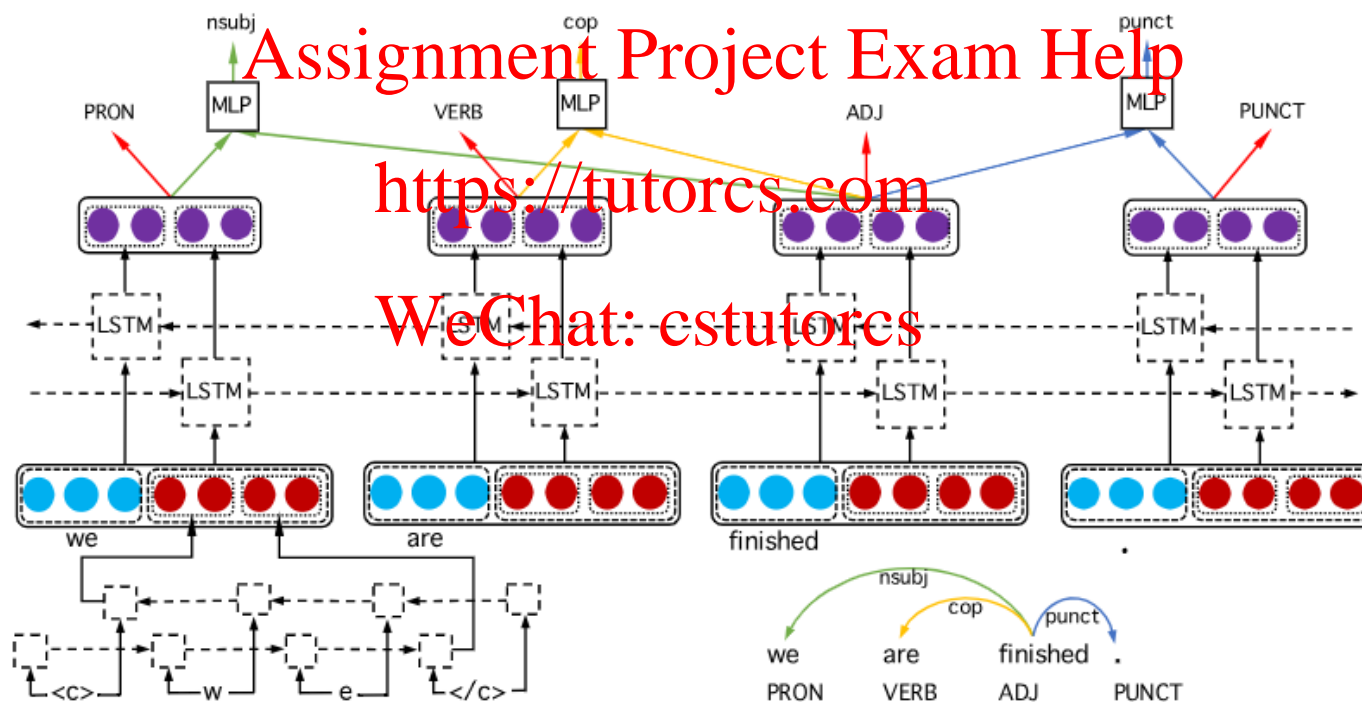 nsubj cop punct
Assignment Project Exam Help
MLP MLP MLP
PRON VERB ADJ PUNCT
https://tutorcs.com
LSTM LSTM LSTM LSTM
WeChat: cstutorcs
LSTM LSTM LSTM LSTM
we are finished .
nsubj
cop punct
we are finished .
<c> w e </c>
PRON VERB ADJ PUNCT